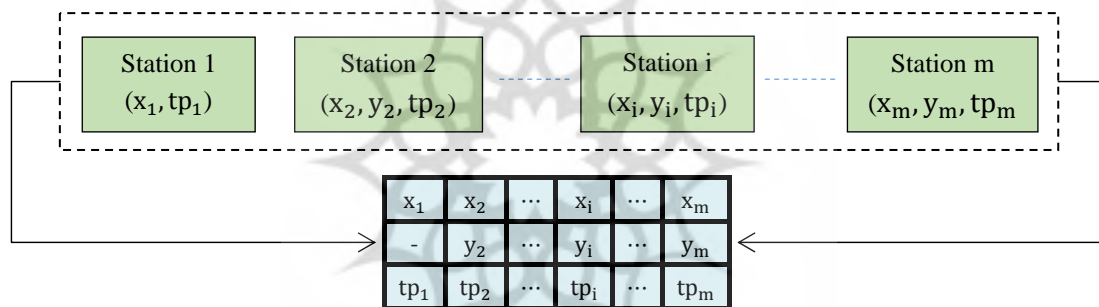 Station 1
(x₁, tp₁)
Station 2
(x₂, y₂, tp₂)
Station i
(xᵢ, yᵢ, tpᵢ)
Station m
(xₘ, yₘ, tpₘ
x₁ x₂ ⋯ xᵢ ⋯ xₘ
- y₂ ⋯ yᵢ ⋯ yₘ
tp₁ tp₂ ⋯ tpᵢ ⋯ tpₘ